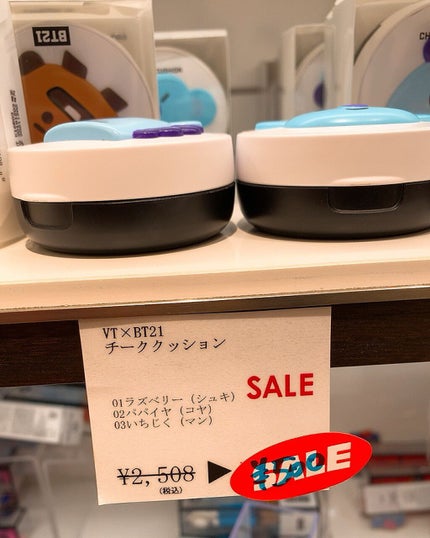 BT21
VT×BT21
チーククッション
01ラズベリー（シュキ）
02パパイヤ（コヤ）
03いちじく（マン）
SALE
¥2,508 ▶ ¥500
(税込)
SALE